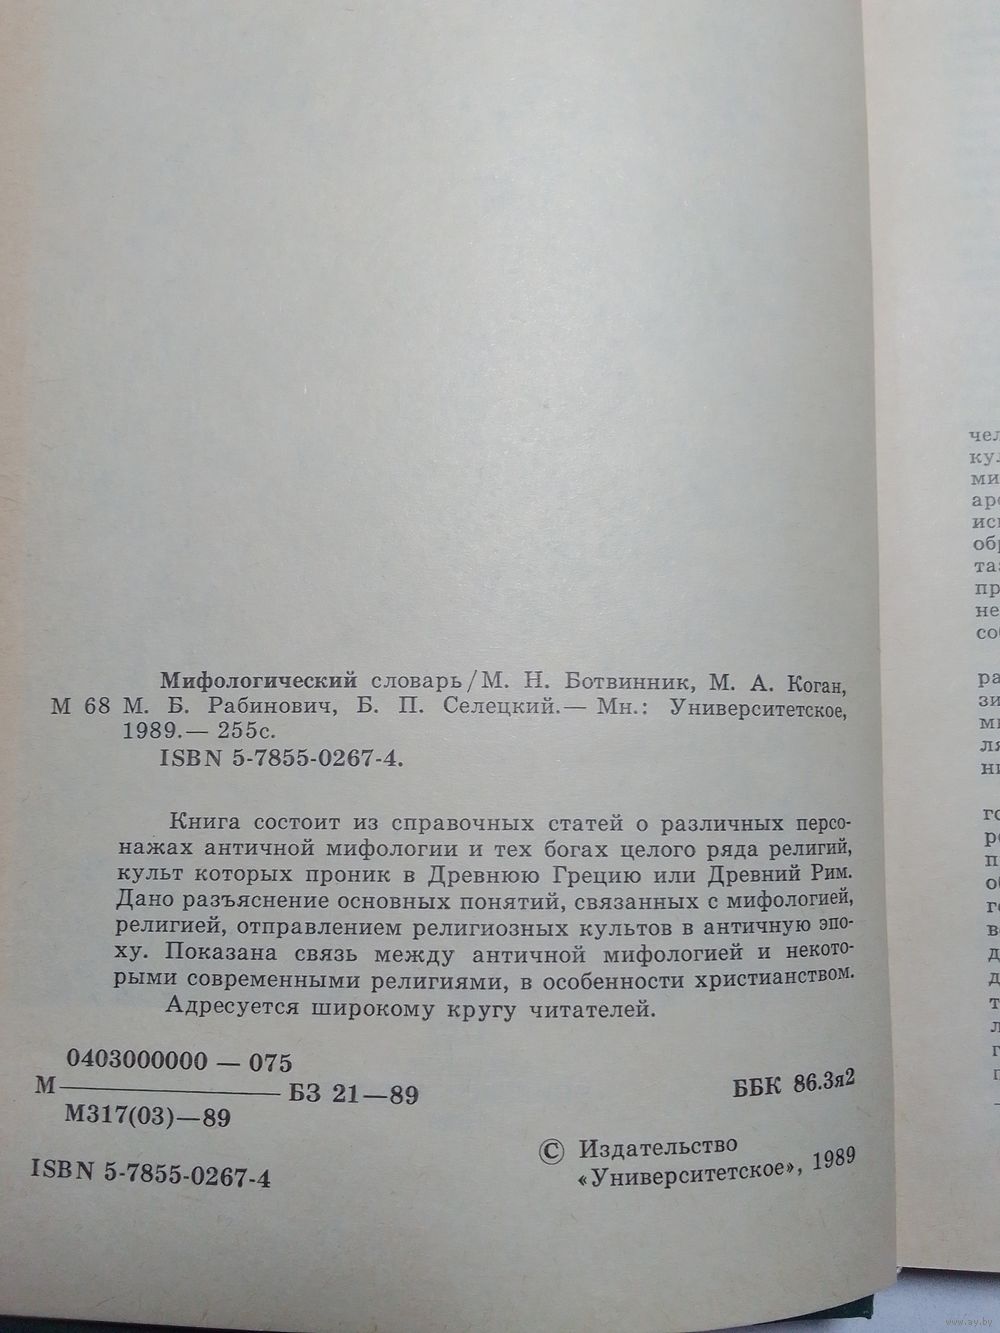 Мифологический словарь/М. Н. Ботвинник, М. А. Коган,
М 68 М. Б. Рабинович, Б. П. Селецкий.— Мн.: Университетское,
1989.— 255с.
ISBN 5-7855-0267-4.
Книга состоит из справочных статей о различных персо-
нажах античной мифологии и тех богах целого ряда религий,
культ которых проник в Древнюю Грецию или Древний Рим.
Дано разъяснение основных понятий, связанных с мифологией,
религией, отправлением религиозных культов в античную эпо-
ху. Показана связь между античной мифологией и некото-
рыми современными религиями, в особенности христианством.
Адресуется широкому кругу читателей.
0403000000 — 075
М —— БЗ 21—89
М317(03)—89
ББК 86.3я2
ISBN 5-7855-0267-4
© Издательство
«Университетское», 1989
www.ay.by